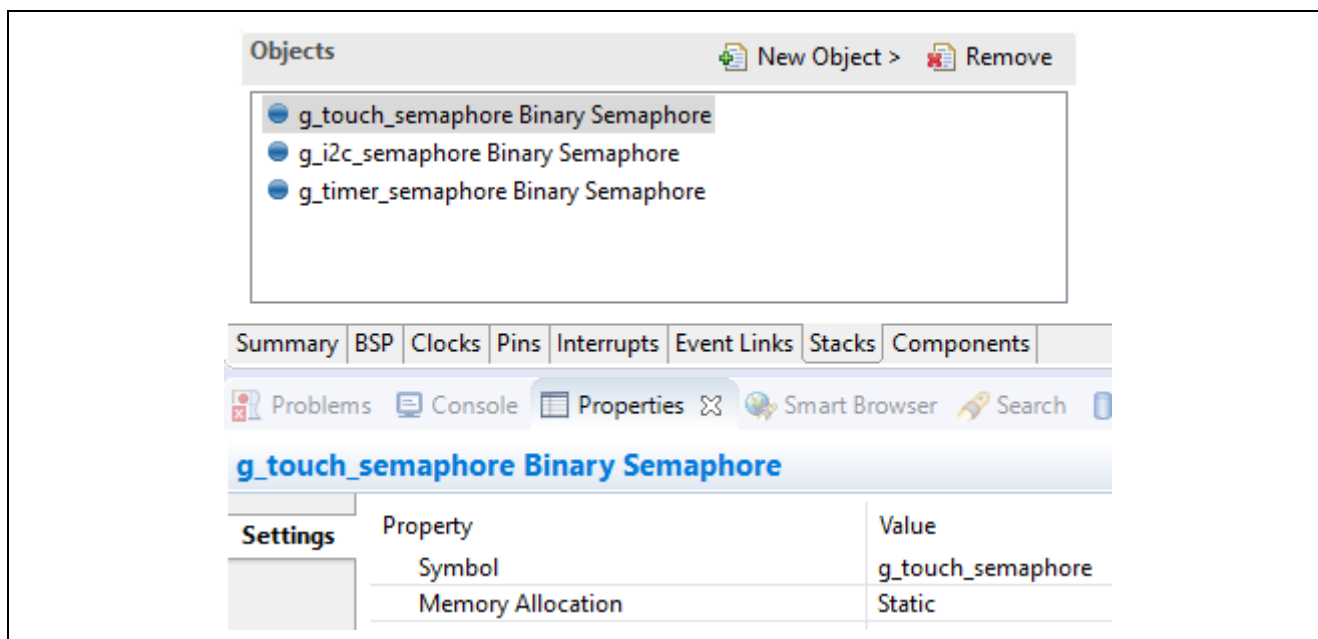 Objects New Object > Remove
g_touch_semaphore Binary Semaphore
g_i2c_semaphore Binary Semaphore
g_timer_semaphore Binary Semaphore
Summary BSP Clocks Pins Interrupts Event Links Stacks Components
Problems Console Properties Smart Browser Search
g_touch_semaphore Binary Semaphore
Settings Property Value
Symbol g_touch_semaphore
Memory Allocation Static